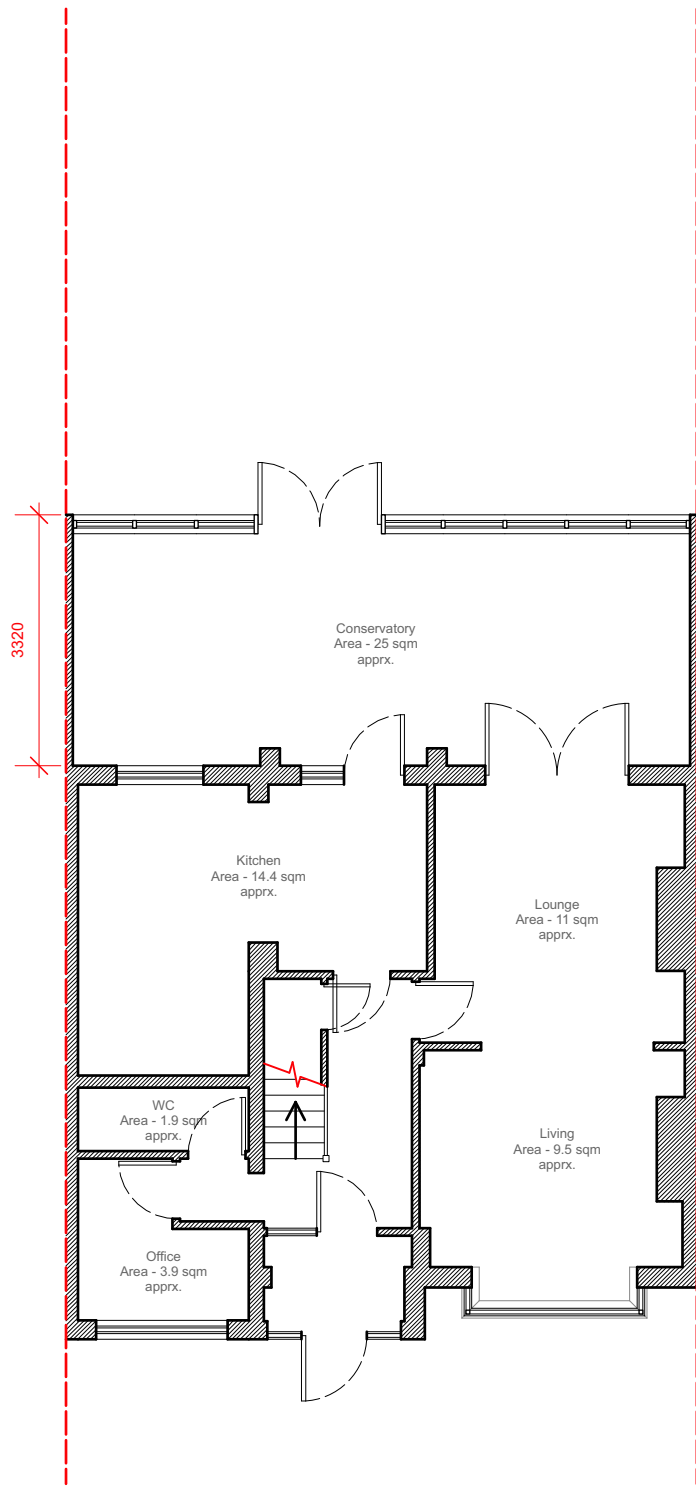 3320
Conservatory
Area - 25 sqm
apprx.
Kitchen
Area - 14.4 sqm
apprx.
Lounge
Area - 11 sqm
apprx.
WC
Area - 1.9 sqm
apprx.
Living
Area - 9.5 sqm
apprx.
Office
Area - 3.9 sqm
apprx.